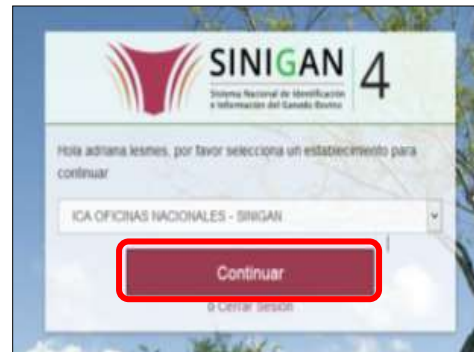 SINIGAN 4
Sistema Nacional de Identificación
e Información del Ganado Bovino
Hola adriana lesmes, por favor selecciona un establecimiento para
continuar
ICA OFICINAS NACIONALES - SINIGAN
Continuar
o Cerrar Sesión